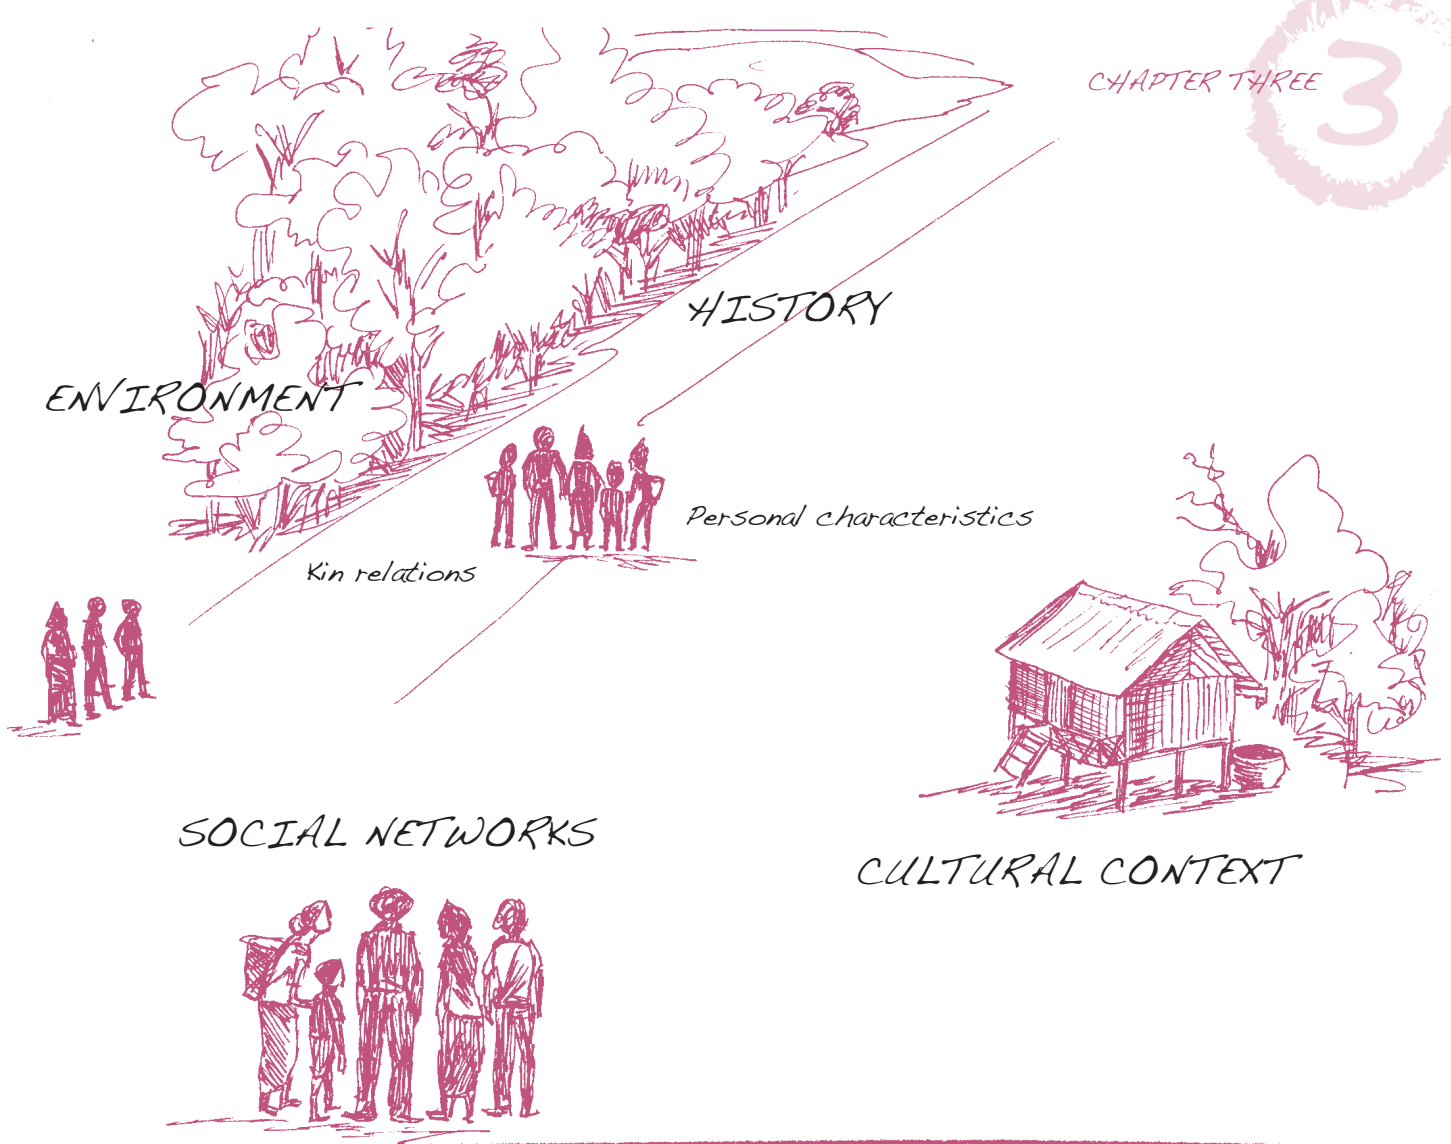 CHAPTER THREE
3
HISTORY
ENVIRONMENT
Personal characteristics
Kin relations
SOCIAL NETWORKS
CULTURAL CONTEXT